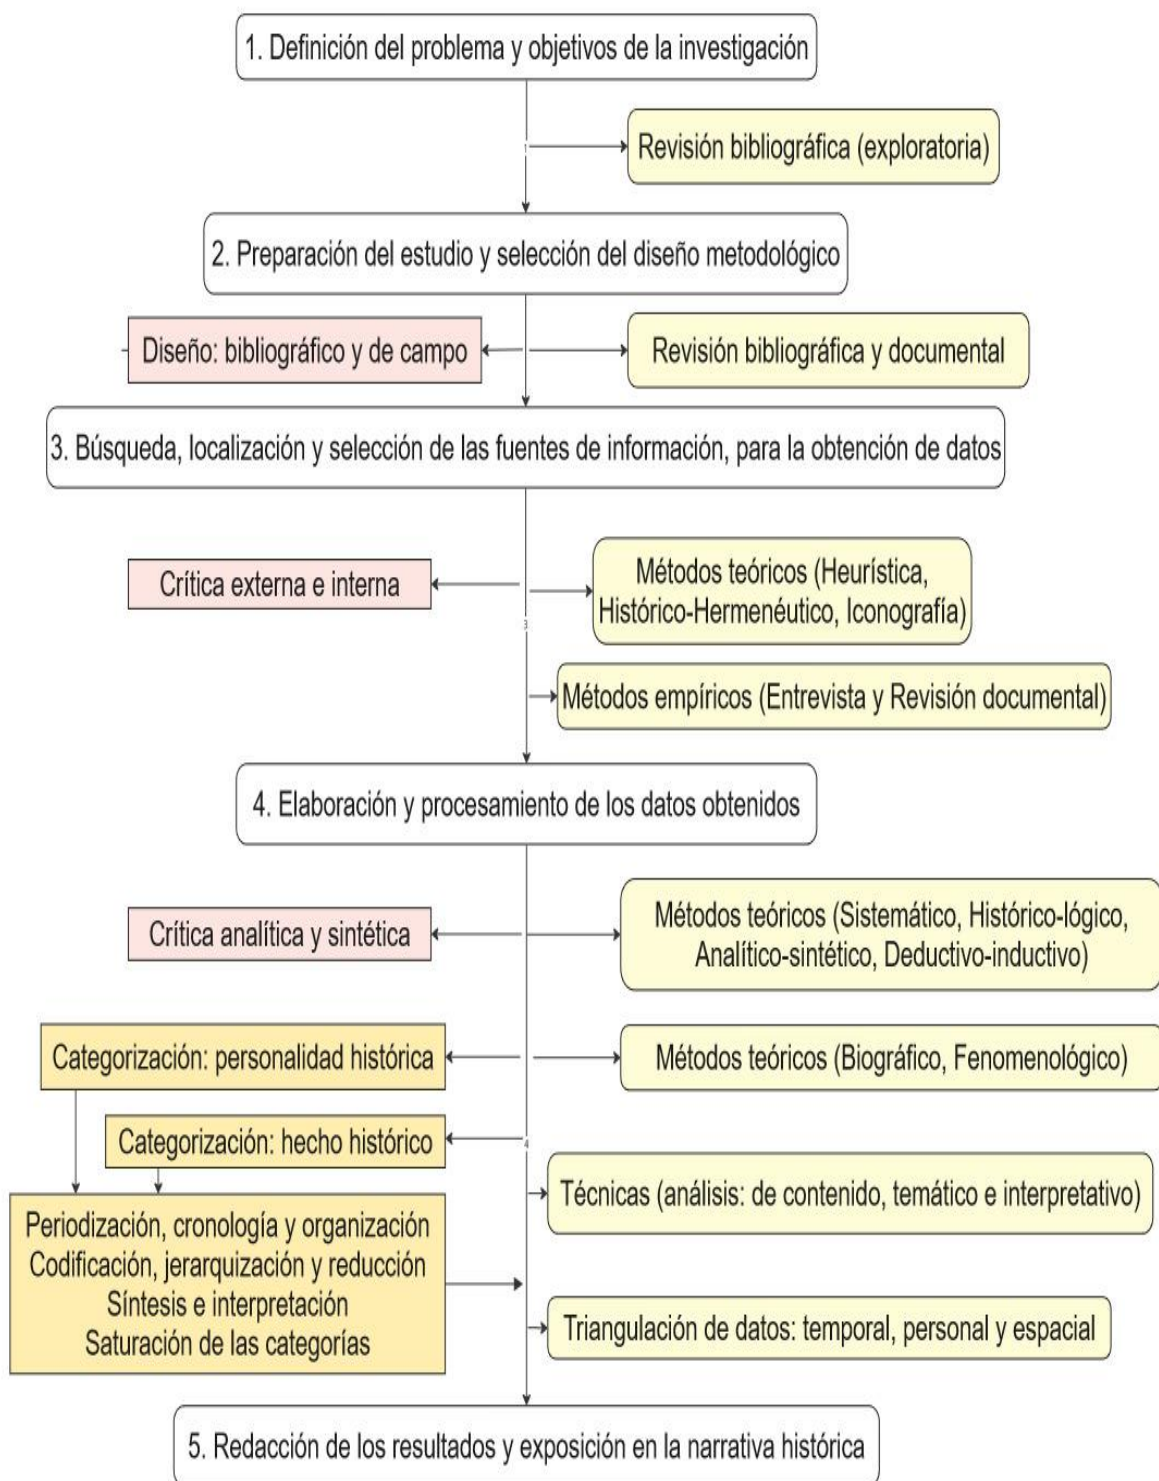 1. Definición del problema y objetivos de la investigación
1
Revisión bibliográfica (exploratoria)
2. Preparación del estudio y selección del diseño metodológico
Diseño: bibliográfico y de campo
Revisión bibliográfica y documental
3. Búsqueda, localización y selección de las fuentes de información, para la obtención de datos
Crítica externa e interna
Métodos teóricos (Heurística,
Histórico-Hermenéutico, Iconografía)
3
Métodos empíricos (Entrevista y Revisión documental)
4. Elaboración y procesamiento de los datos obtenidos
Crítica analítica y sintética
Métodos teóricos (Sistemático, Histórico-lógico,
Analítico-sintético, Deductivo-inductivo)
Categorización: personalidad histórica
Métodos teóricos (Biográfico, Fenomenológico)
Categorización: hecho histórico
4
Técnicas (análisis: de contenido, temático e interpretativo)
Periodización, cronología y organización
Codificación, jerarquización y reducción
Síntesis e interpretación
Saturación de las categorías
Triangulación de datos: temporal, personal y espacial
5. Redacción de los resultados y exposición en la narrativa histórica